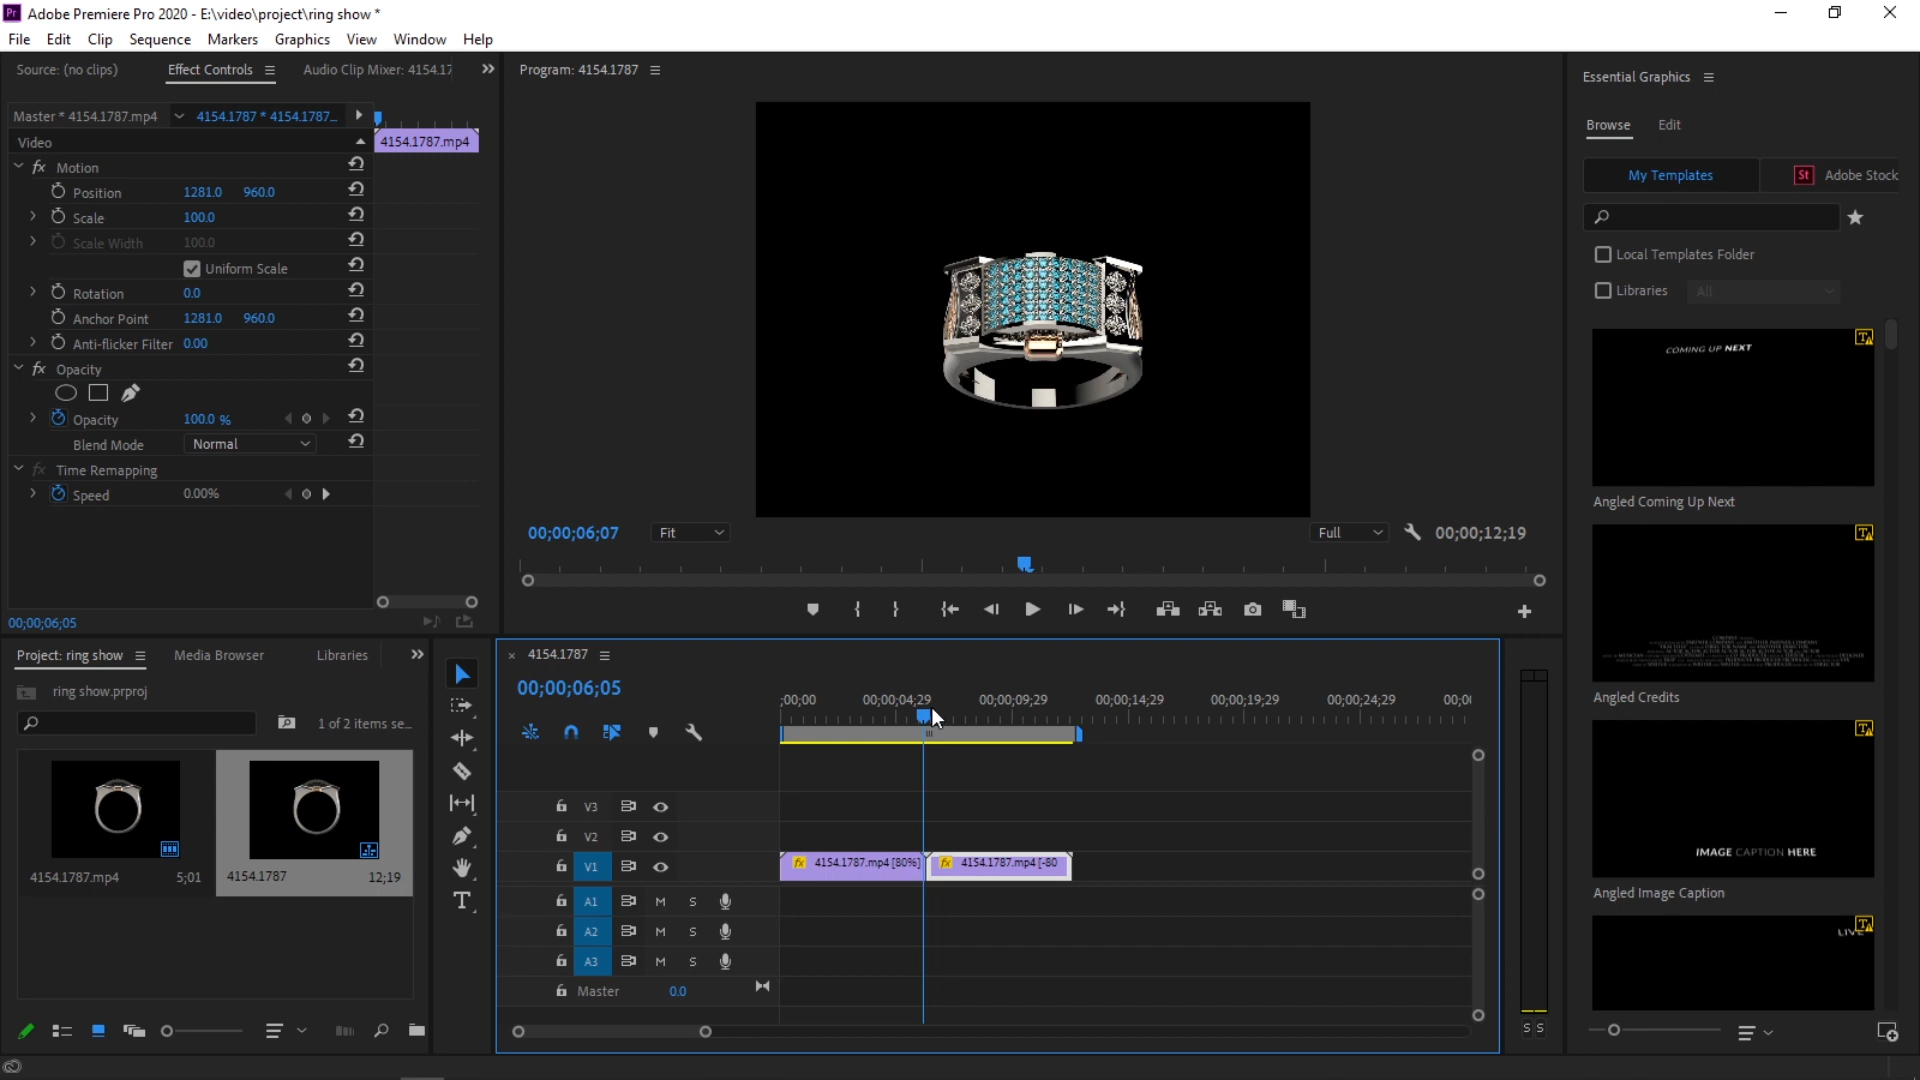 Adobe Premiere Pro 2020 - E:\video\project\ring show *
File Edit Clip Sequence Markers Graphics View Window Help
Source: (no clips) Effect Controls Audio Clip Mixer: 4154.17
Program: 4154.1787
Essential Graphics
Browse Edit
My Templates St Adobe Stock
Local Templates Folder
Libraries All
COMING UP NEXT
Angled Coming Up Next
Angled Credits
IMAGE CAPTION HERE
Angled Image Caption
LIVE
Master * 4154.1787.mp4 4154.1787 * 4154.1787...
Video 4154.1787.mp4
fx Motion
Position 1281.0 960.0
Scale 100.0
Scale Width 100.0
Uniform Scale
Rotation 0.0
Anchor Point 1281.0 960.0
Anti-flicker Filter 0.00
fx Opacity
Opacity 100.0 %
Blend Mode Normal
fx Time Remapping
Speed 0.00%
00;00;06;05
00;00;06;07 Fit Full 00;00;12;19
Project: ring show Media Browser Libraries
ring show.prproj
1 of 2 items se...
4154.1787.mp4 5;01
4154.1787 12;19
4154.1787
00;00;06;05
;00;00 00;00;04;29 00;00;09;29 00;00;14;29 00;00;19;29 00;00;24;29 00;0(
V3
V2
V1 fx 4154.1787.mp4 [80%] fx 4154.1787.mp4 [-80
A1 M S
A2 M S
A3 M S
Master 0.0
S S